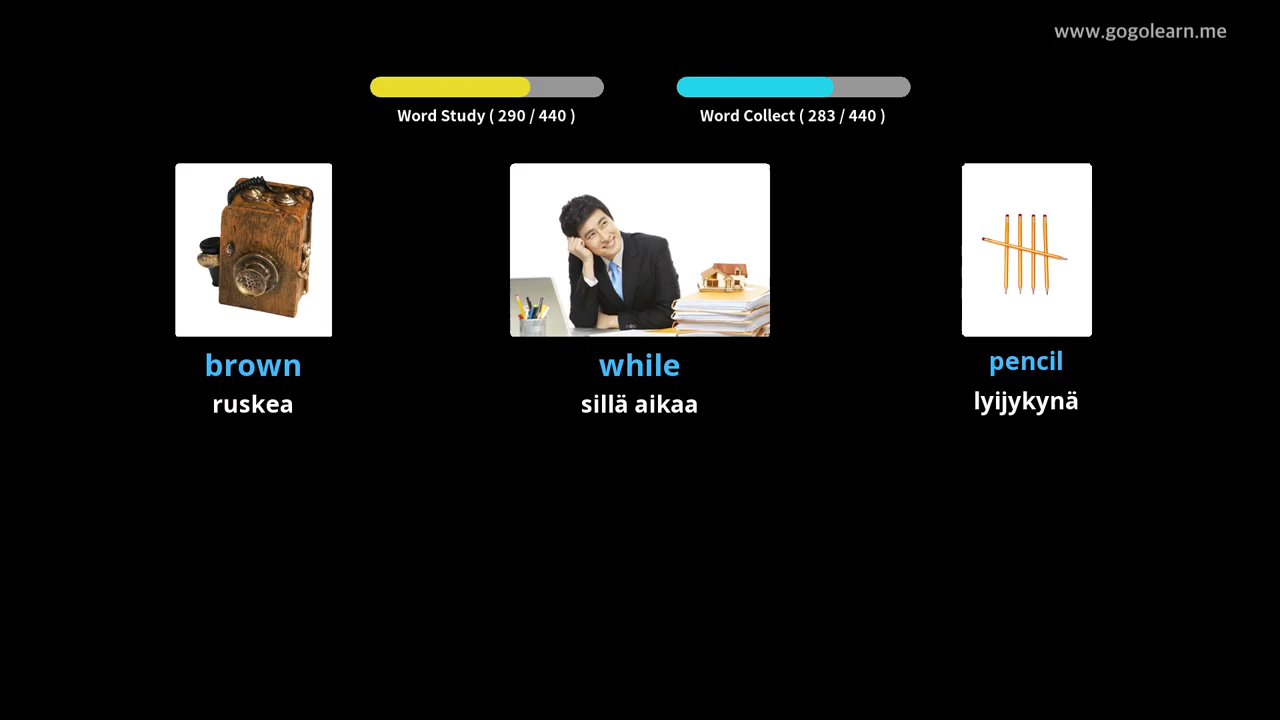 www.gogolearn.me
Word Study ( 290 / 440 )
Word Collect ( 283 / 440 )
brown
ruskea
while
sillä aikaa
pencil
lyijykynä